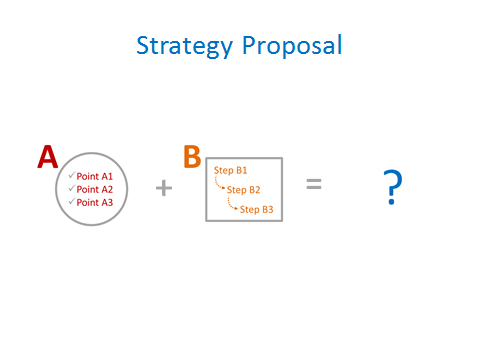 Strategy Proposal
A
✓Point A1
✓Point A2
✓Point A3
+
B
Step B1
Step B2
Step B3
=
?